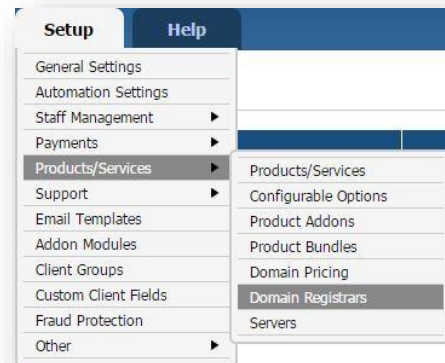 Setup
Help
General Settings
Automation Settings
Staff Management
Payments
Products/Services
Support
Email Templates
Addon Modules
Client Groups
Custom Client Fields
Fraud Protection
Other
Products/Services
Configurable Options
Product Addons
Product Bundles
Domain Pricing
Domain Registrars
Servers